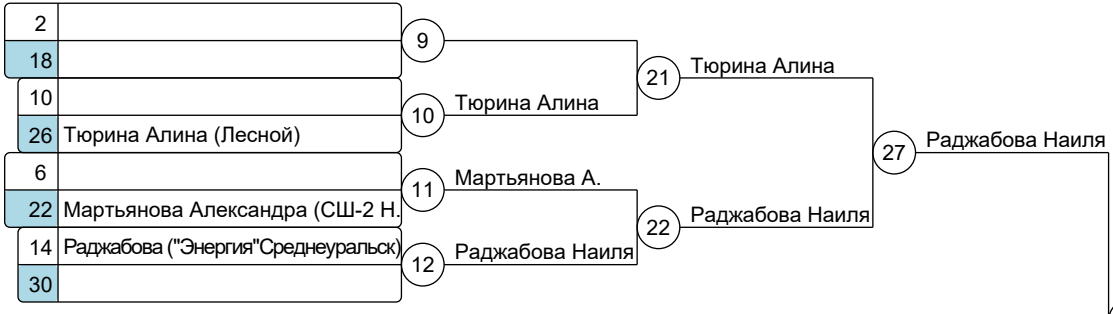 2
18
9
10
26 Тюрина Алина (Лесной)
10
Тюрина Алина
21
Тюрина Алина
6
22 Мартьянова Александра (СШ-2 Н.
11
Мартьянова А.
14 Раджабова ("Энергия"Среднеуральск)
30
12
Раджабова Наиля
22
Раджабова Наиля
27
Раджабова Наиля